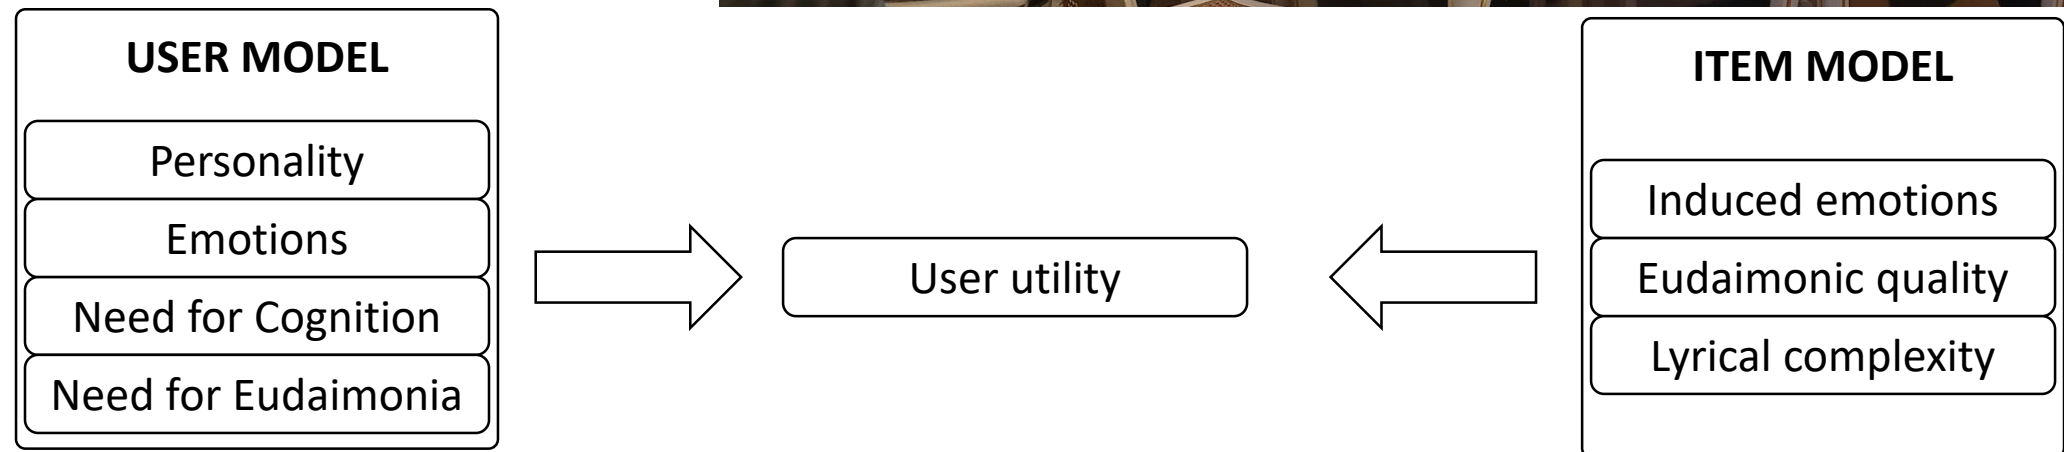 USER MODEL
Personality
Emotions
Need for Cognition
Need for Eudaimonia
User utility
ITEM MODEL
Induced emotions
Eudaimonic quality
Lyrical complexity